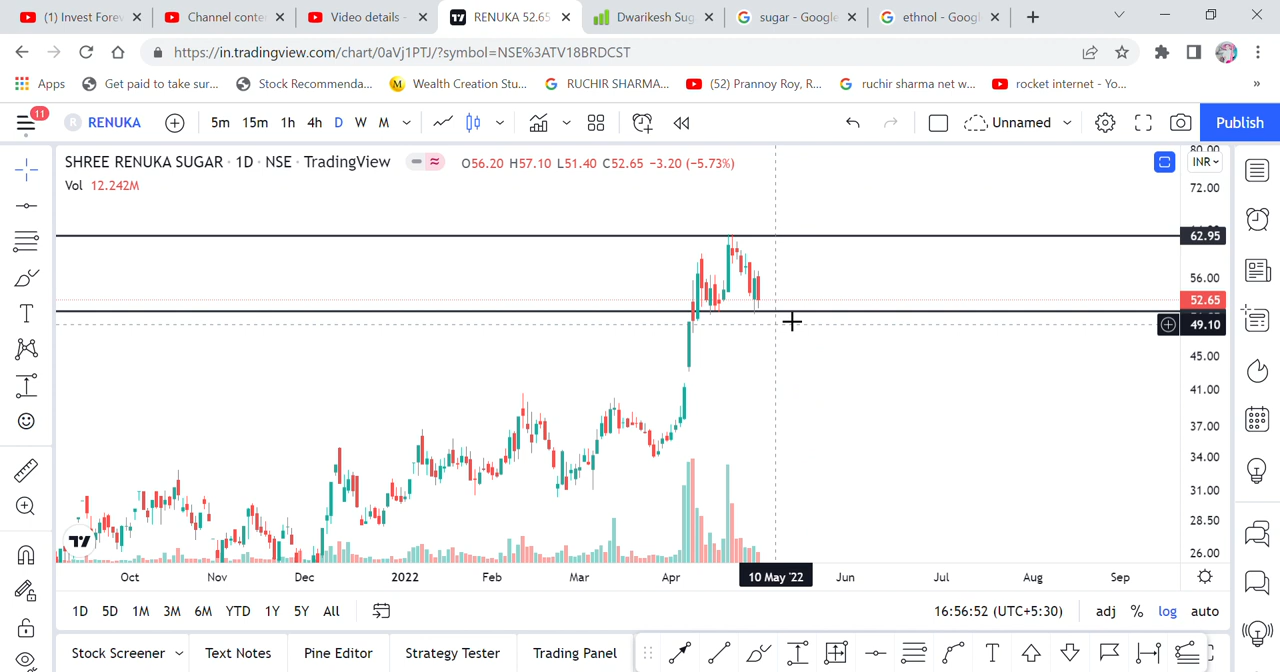 (1) Invest Forev
Channel conte
Video details -
RENUKA 52.65
Dwarikesh Sug
sugar - Google
ethnol - Googl
https://in.tradingview.com/chart/0aVj1PTJ/?symbol=NSE%3ATV18BRDCST
Apps
Get paid to take sur...
Stock Recommenda...
M
Wealth Creation Stu...
RUCHIR SHARMA...
(52) Prannoy Roy, R...
ruchir sharma net w...
rocket internet - Yo...
»
11
R
RENUKA
5m
15m
1h
4h
D
W
M
Unnamed
Publish
SHREE RENUKA SUGAR · 1D · NSE · TradingView
O56.20 H57.10 L51.40 C52.65 −3.20 (−5.73%)
Vol 12.242M
INR
80.00
72.00
62.95
56.00
52.65
49.10
45.00
41.00
37.00
34.00
31.00
28.50
26.00
Oct
Nov
Dec
2022
Feb
Mar
Apr
10 May '22
Jun
Jul
Aug
Sep
1D
5D
1M
3M
6M
YTD
1Y
5Y
All
16:56:52 (UTC+5:30)
adj
%
log
auto
Stock Screener
Text Notes
Pine Editor
Strategy Tester
Trading Panel